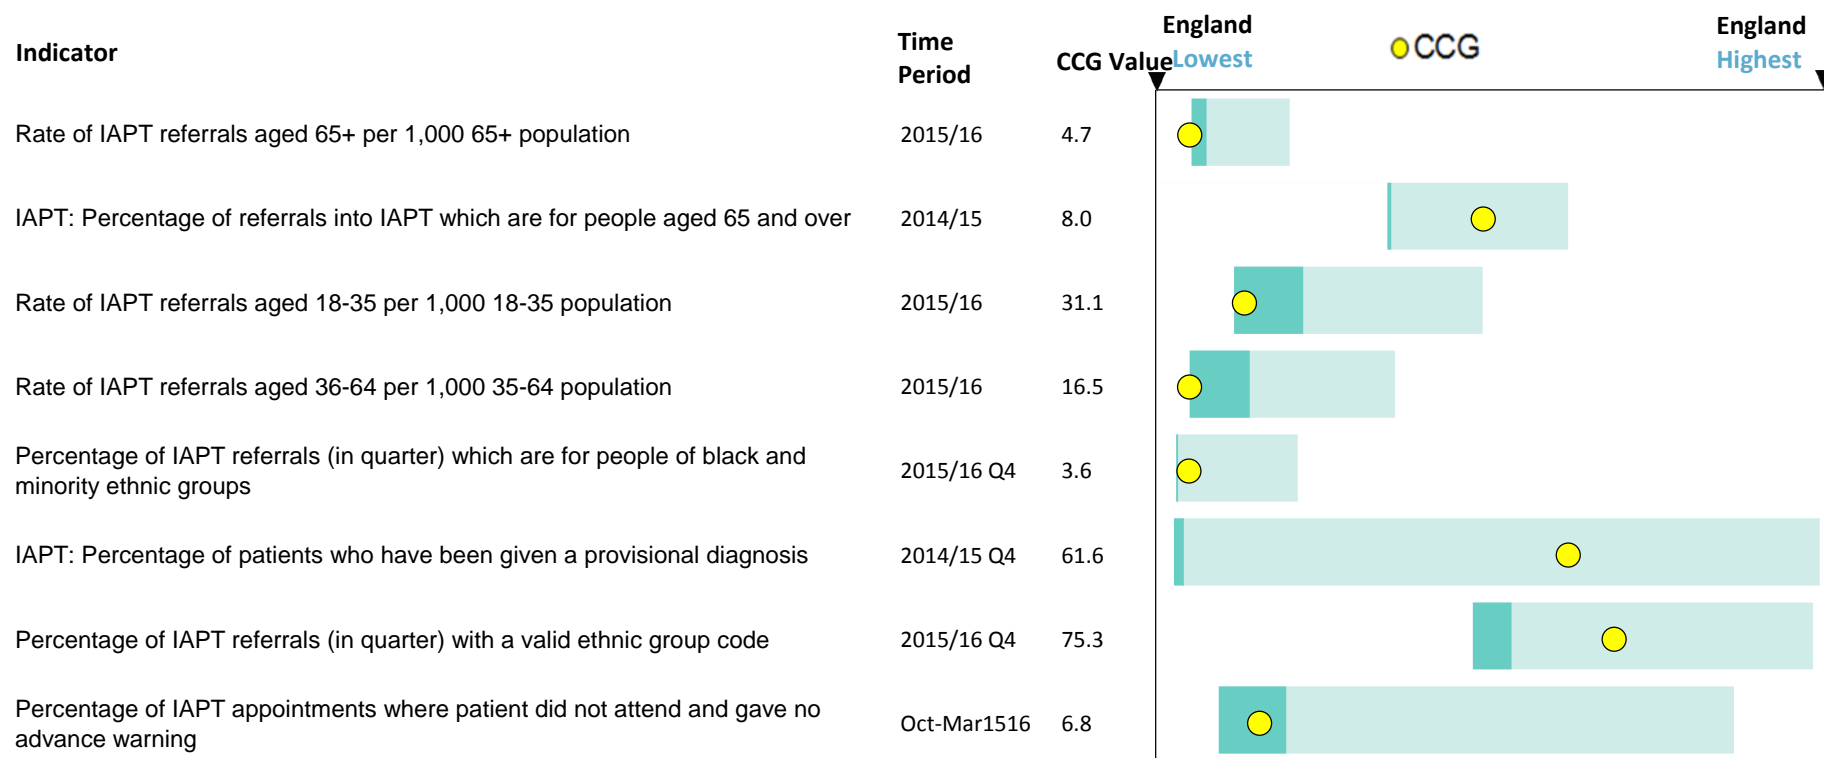 Indicator
Time
Period
CCG Value
England
Lowest
CCG
England
Highest
Rate of IAPT referrals aged 65+ per 1,000 65+ population 2015/16 4.7
IAPT: Percentage of referrals into IAPT which are for people aged 65 and over 2014/15 8.0
Rate of IAPT referrals aged 18-35 per 1,000 18-35 population 2015/16 31.1
Rate of IAPT referrals aged 36-64 per 1,000 35-64 population 2015/16 16.5
Percentage of IAPT referrals (in quarter) which are for people of black and
minority ethnic groups 2015/16 Q4 3.6
IAPT: Percentage of patients who have been given a provisional diagnosis 2014/15 Q4 61.6
Percentage of IAPT referrals (in quarter) with a valid ethnic group code 2015/16 Q4 75.3
Percentage of IAPT appointments where patient did not attend and gave no
advance warning Oct-Mar1516 6.8